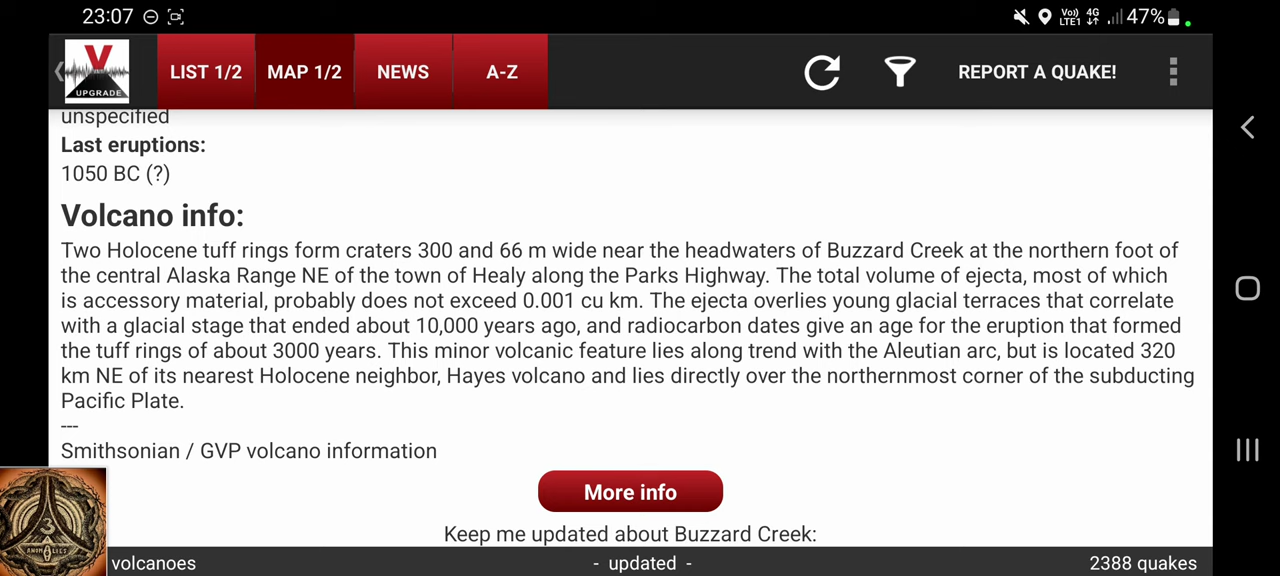 23:07
Vo)) 4G 47%
LTE1
V
UPGRADE
LIST 1/2 MAP 1/2 NEWS A-Z REPORT A QUAKE!
unspecified
Last eruptions:
1050 BC (?)
Volcano info:
Two Holocene tuff rings form craters 300 and 66 m wide near the headwaters of Buzzard Creek at the northern foot of
the central Alaska Range NE of the town of Healy along the Parks Highway. The total volume of ejecta, most of which
is accessory material, probably does not exceed 0.001 cu km. The ejecta overlies young glacial terraces that correlate
with a glacial stage that ended about 10,000 years ago, and radiocarbon dates give an age for the eruption that formed
the tuff rings of about 3000 years. This minor volcanic feature lies along trend with the Aleutian arc, but is located 320
km NE of its nearest Holocene neighbor, Hayes volcano and lies directly over the northernmost corner of the subducting
Pacific Plate.
---
Smithsonian / GVP volcano information
More info
Keep me updated about Buzzard Creek:
3
ANOMALIES
volcanoes - updated - 2388 quakes